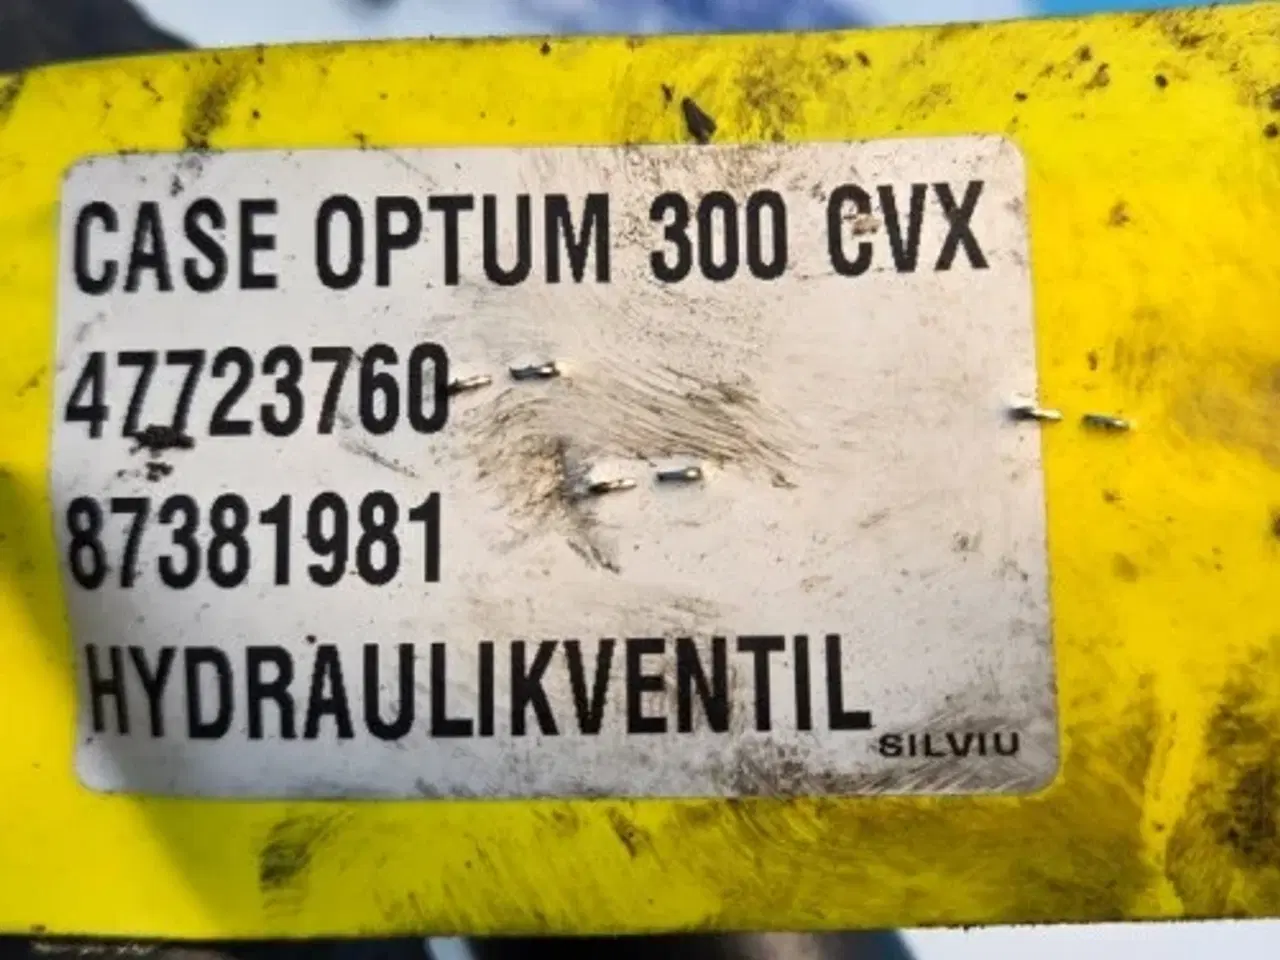 CASE OPTUM 300 CVX
47723760
87381981
HYDRAULIKVENTIL
SILVIU